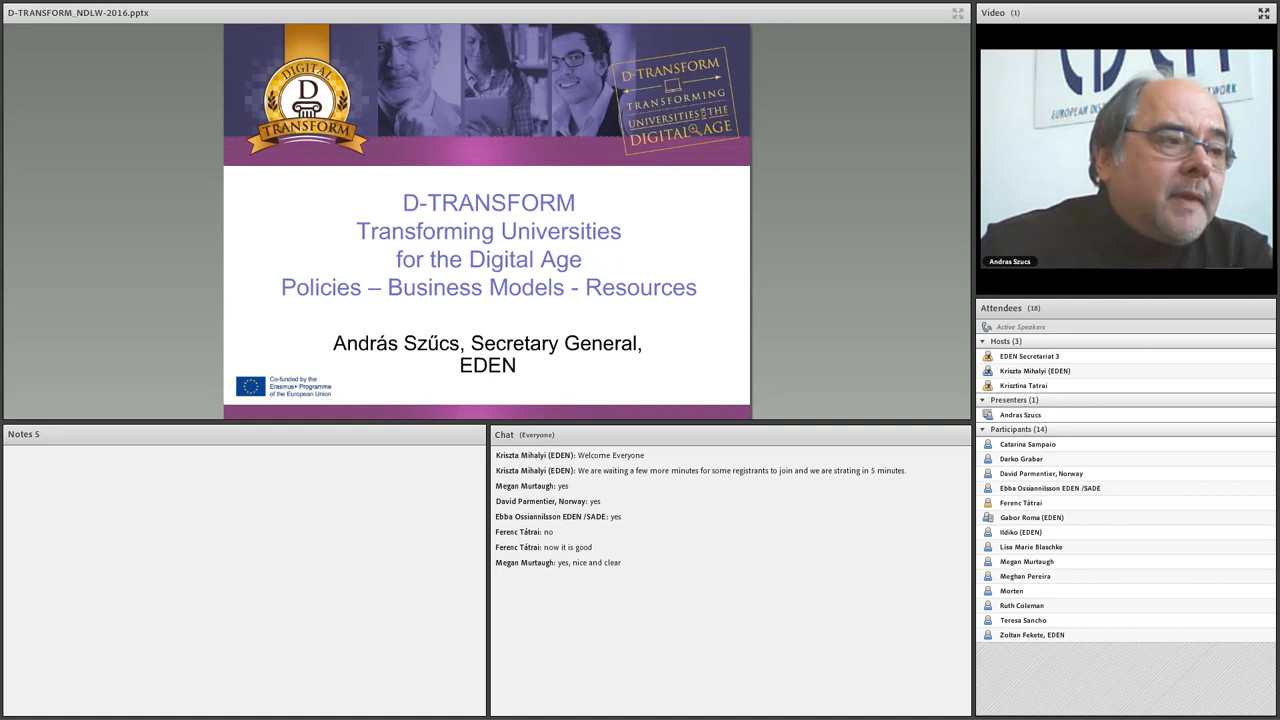 D-TRANSFORM_NDLW-2016.pptx
DIGITAL
D
TRANSFORM
D-TRANSFORM
TRANSFORMING
UNIVERSITIES FOR THE
DIGITAL AGE
D-TRANSFORM
Transforming Universities
for the Digital Age
Policies – Business Models - Resources
András Szűcs, Secretary General,
EDEN
Co-funded by the
Erasmus+ Programme
of the European Union
Video (1)
EUROPEAN
NETWORK
Andras Szucs
Attendees (18)
Active Speakers
Hosts (3)
EDEN Secretariat 3
Kriszta Mihalyi (EDEN)
Krisztina Tatrai
Presenters (1)
Andras Szucs
Participants (14)
Catarina Sampaio
Darko Grabar
David Parmentier, Norway
Ebba Ossiannilsson EDEN /SADE
Ferenc Tátrai
Gabor Roma (EDEN)
Ildiko (EDEN)
Lisa Marie Blaschke
Megan Murtaugh
Meghan Pereira
Morten
Ruth Coleman
Teresa Sancho
Zoltan Fekete, EDEN
Notes 5
Chat (Everyone)
Kriszta Mihalyi (EDEN): Welcome Everyone
Kriszta Mihalyi (EDEN): We are waiting a few more minutes for some registrants to join and we are strating in 5 minutes.
Megan Murtaugh: yes
David Parmentier, Norway: yes
Ebba Ossiannilsson EDEN /SADE: yes
Ferenc Tátrai: no
Ferenc Tátrai: now it is good
Megan Murtaugh: yes, nice and clear